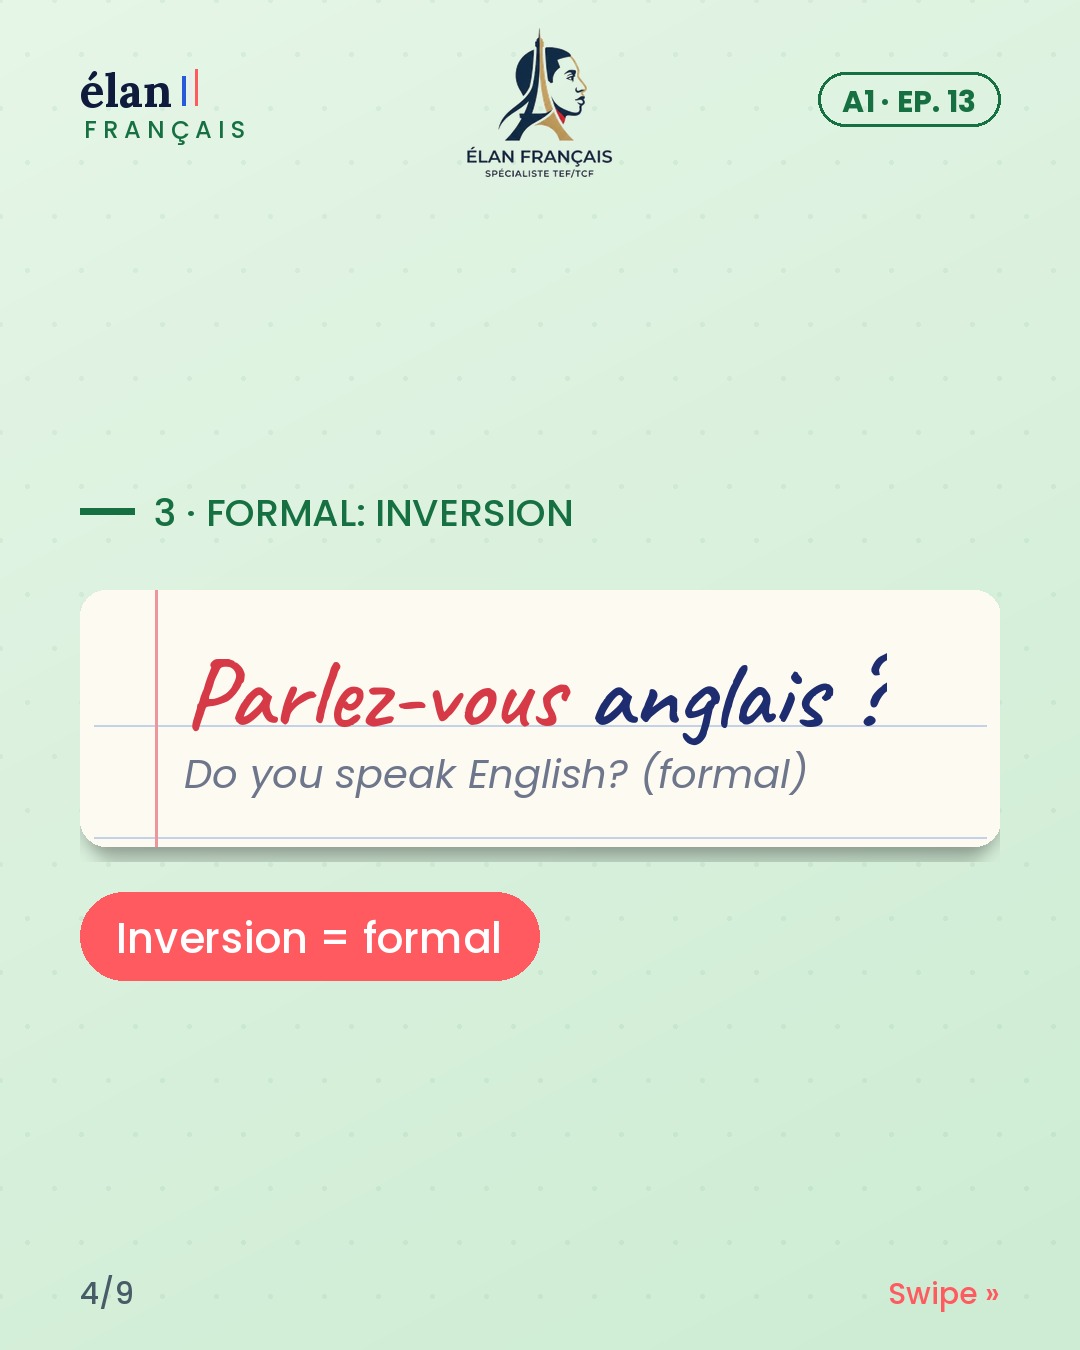 élan
FRANÇAIS
ÉLAN FRANÇAIS
SPÉCIALISTE TEF/TCF
A1 · EP. 13
3 · FORMAL: INVERSION
Parlez-vous anglais ?
Do you speak English? (formal)
Inversion = formal
4/9
Swipe »